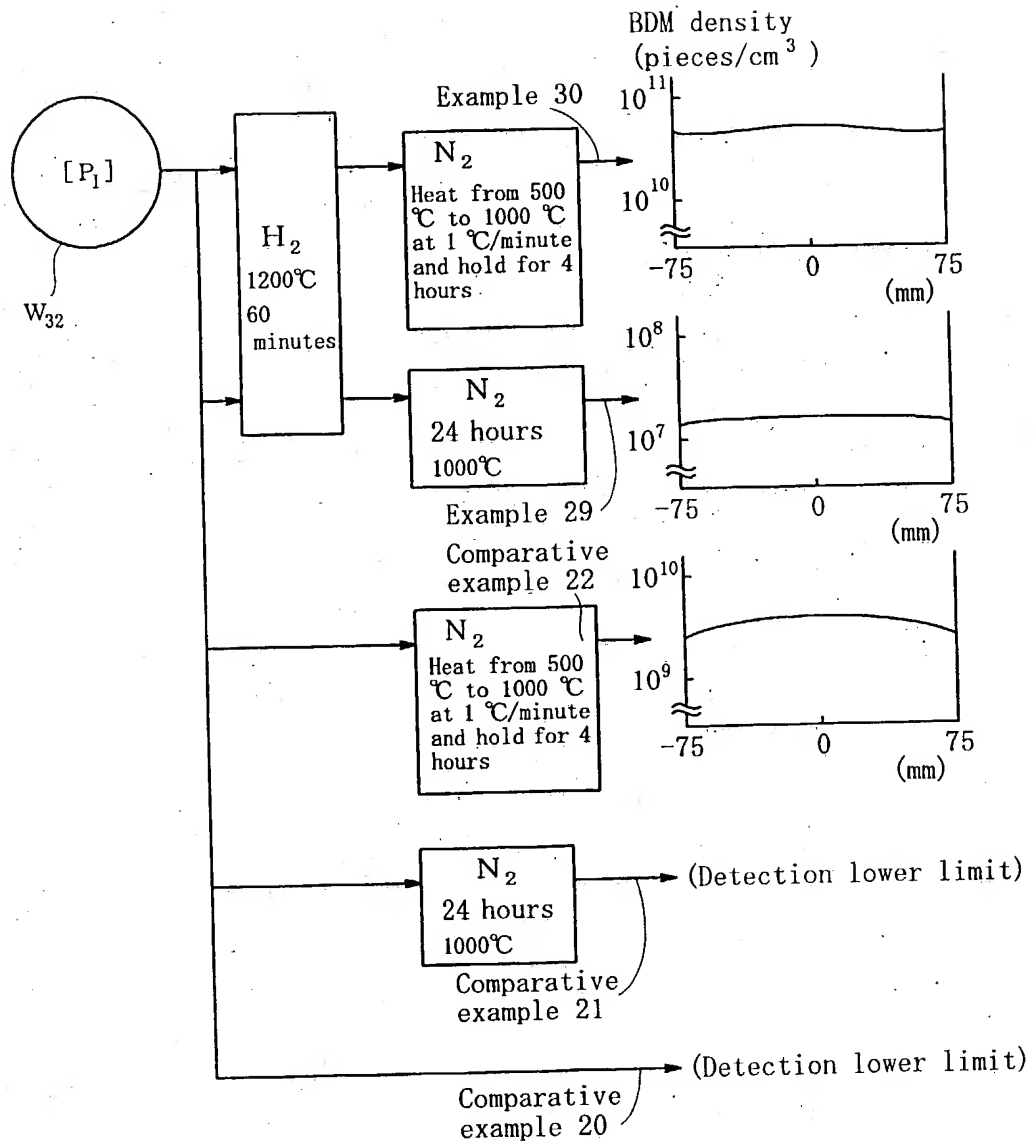 BDM density
(pieces/cm³)
Example 30
10¹¹
10¹⁰
-75
0
75
(mm)
[P_I]
W₃₂
H₂
1200℃
60
minutes
N₂
Heat from 500
℃ to 1000 ℃
at 1 ℃/minute
and hold for 4
hours
N₂
24 hours
1000℃
Example 29
10⁸
10⁷
-75
0
75
(mm)
Comparative
example 22
N₂
Heat from 500
℃ to 1000 ℃
at 1 ℃/minute
and hold for 4
hours
10¹⁰
10⁹
-75
0
75
(mm)
N₂
24 hours
1000℃
(Detection lower limit)
Comparative
example 21
(Detection lower limit)
Comparative
example 20